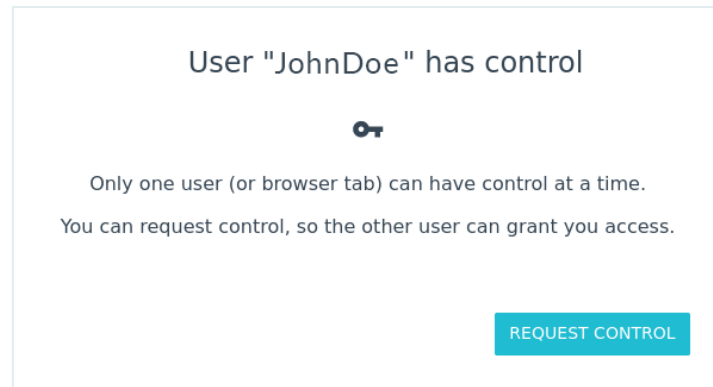 User "JohnDoe" has control
Only one user (or browser tab) can have control at a time.
You can request control, so the other user can grant you access.
REQUEST CONTROL